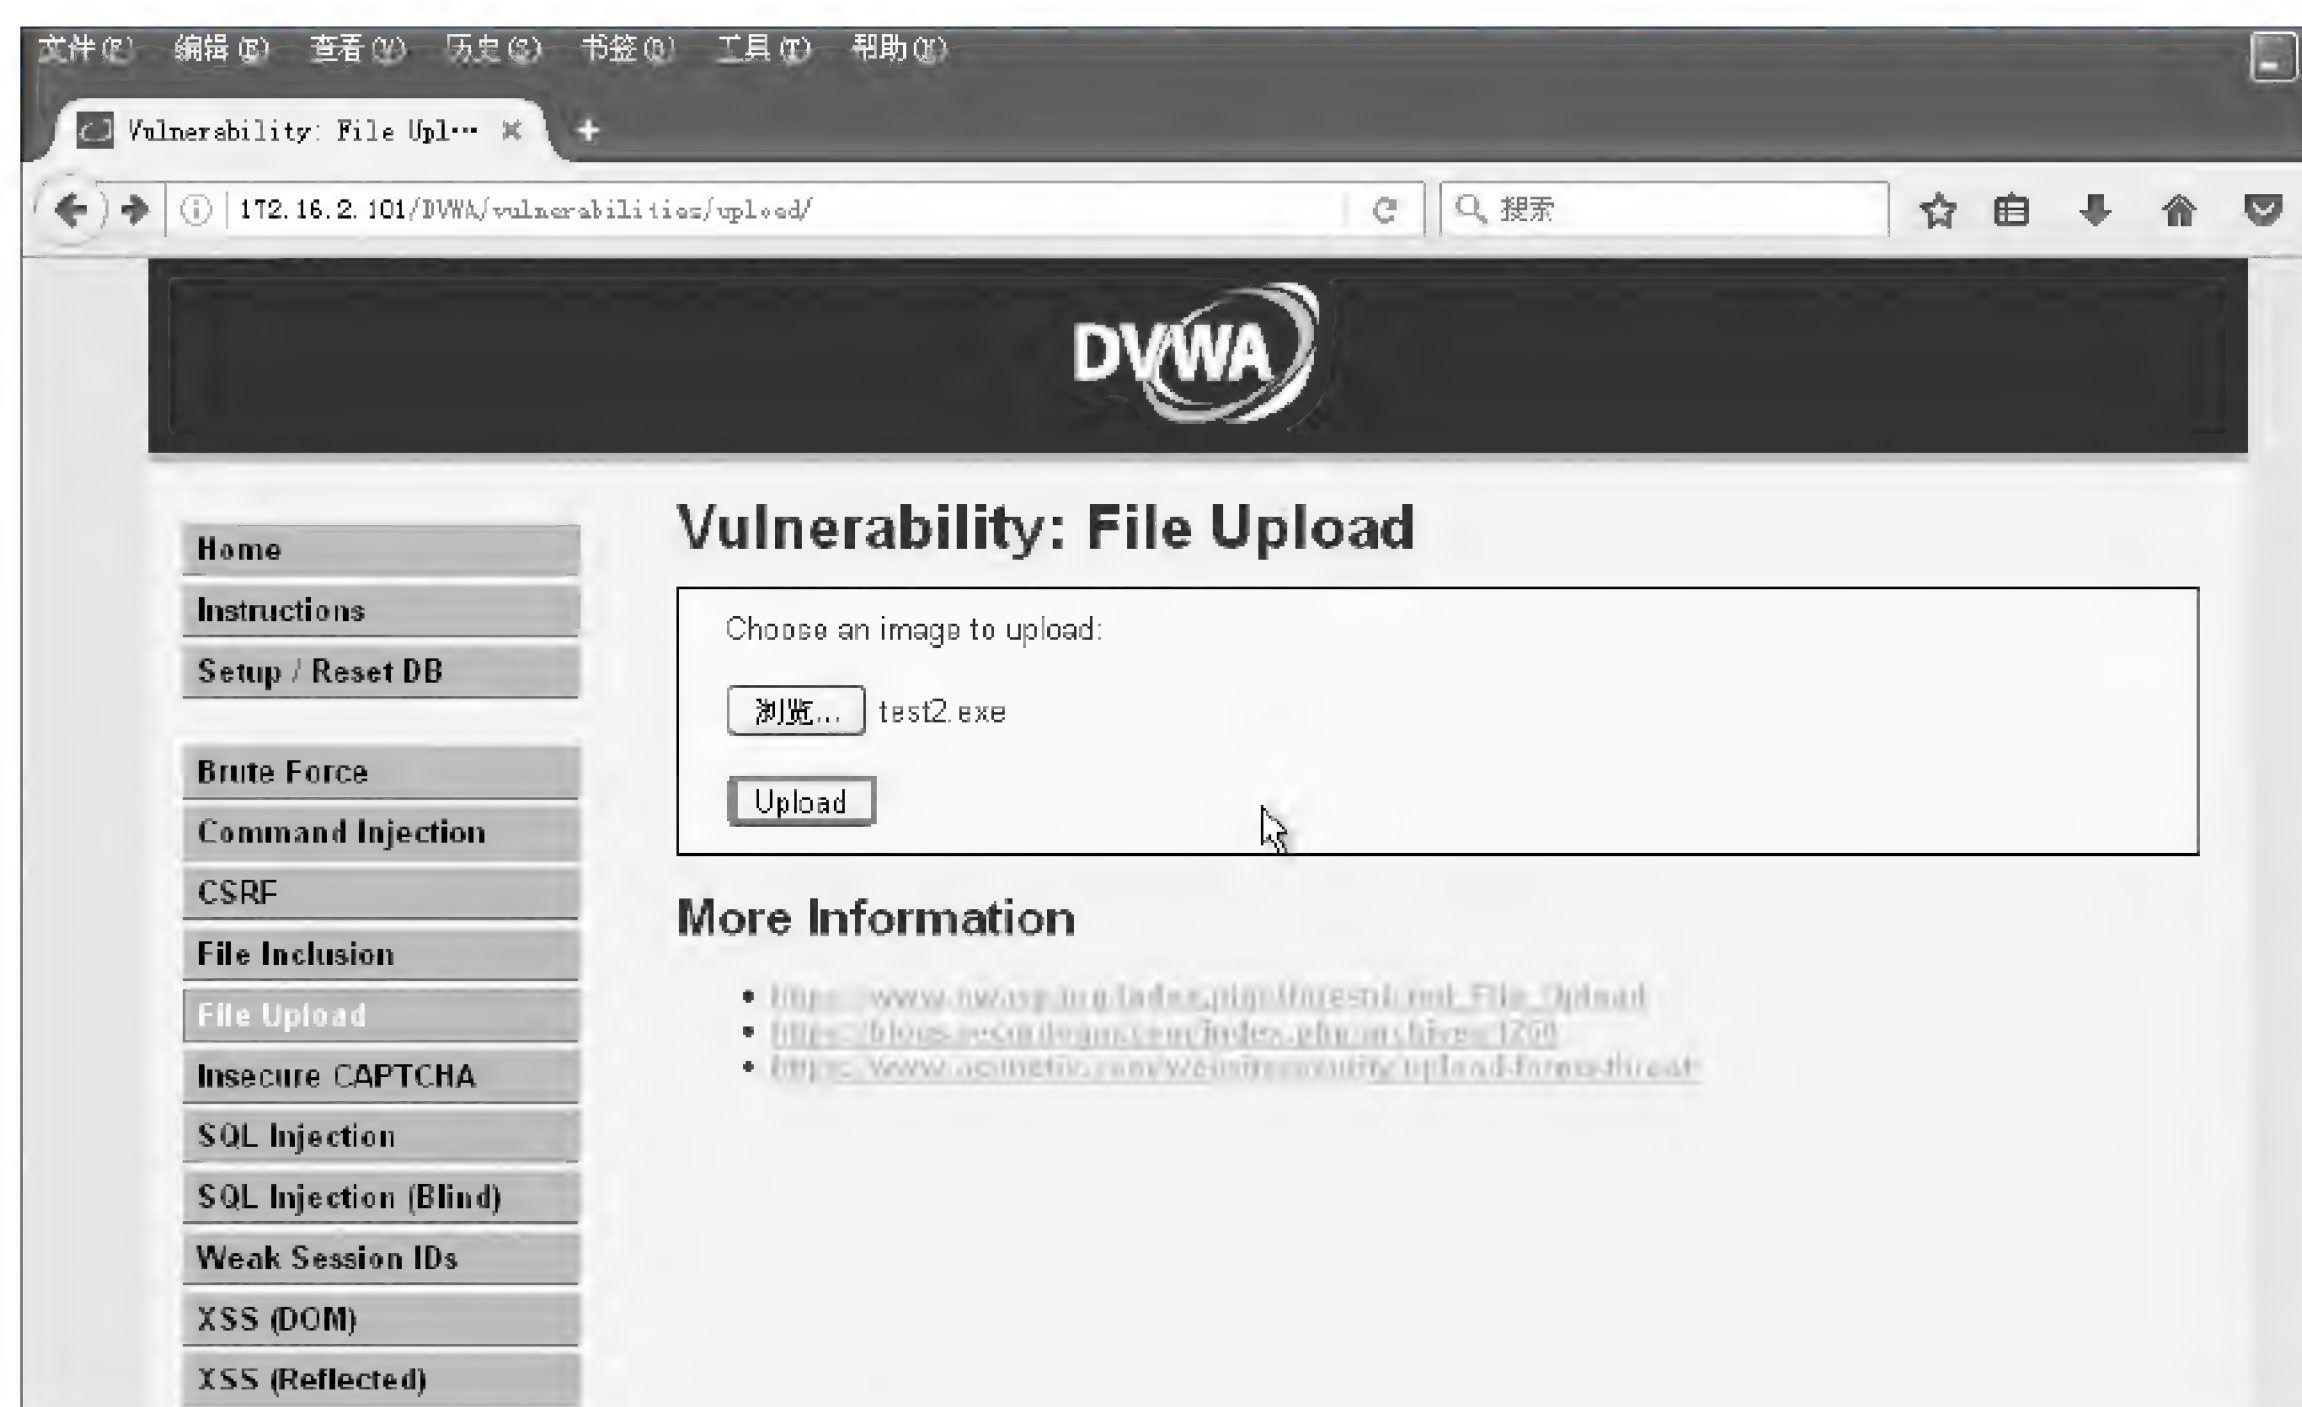 文件(F) 编辑(E) 查看(V) 历史(S) 书签(B) 工具(T) 帮助(H)
Vulnerability: File Upl…
172.16.2.101/DVWA/vulnerabilities/upload/
搜索
DVWA
Vulnerability: File Upload
Home
Instructions
Setup / Reset DB
Brute Force
Command Injection
CSRF
File Inclusion
File Upload
Insecure CAPTCHA
SQL Injection
SQL Injection (Blind)
Weak Session IDs
XSS (DOM)
XSS (Reflected)
Choose an image to upload:
浏览... test2.exe
Upload
More Information